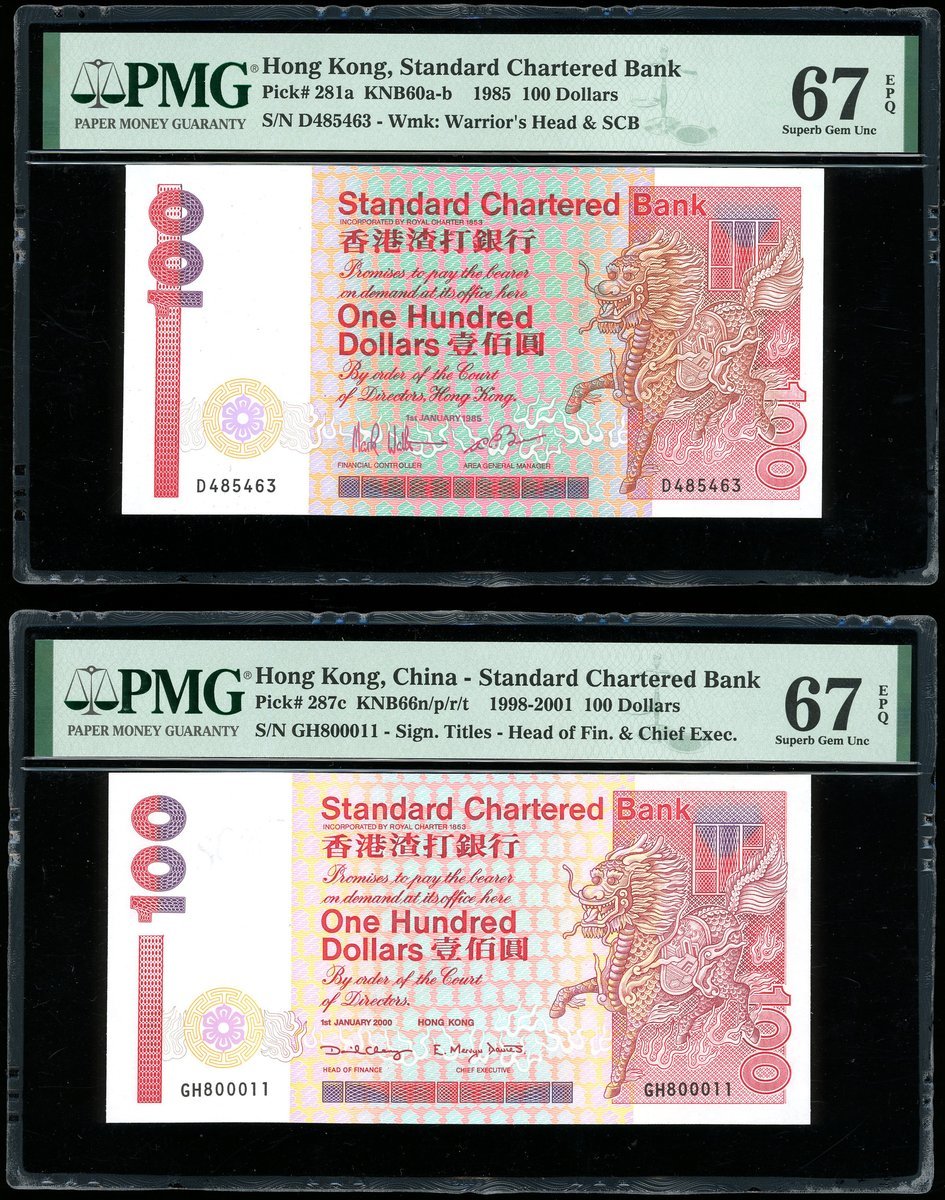 PMG®
PAPER MONEY GUARANTY
Hong Kong, Standard Chartered Bank
Pick# 281a KNB60a-b 1985 100 Dollars
S/N D485463 - Wmk: Warrior's Head & SCB
67 EPQ
Superb Gem Unc
100
Standard Chartered Bank
INCORPORATED BY ROYAL CHARTER 1853
香港渣打銀行
Promises to pay the bearer
on demand at its office here
One Hundred
Dollars 壹佰圓
By order of the Court
of Directors, Hong Kong.
1st JANUARY 1985
FINANCIAL CONTROLLER AREA GENERAL MANAGER
D485463 D485463
100
PMG®
PAPER MONEY GUARANTY
Hong Kong, China - Standard Chartered Bank
Pick# 287c KNB66n/p/r/t 1998-2001 100 Dollars
S/N GH800011 - Sign. Titles - Head of Fin. & Chief Exec.
67 EPQ
Superb Gem Unc
100
Standard Chartered Bank
INCORPORATED BY ROYAL CHARTER 1853
香港渣打銀行
Promises to pay the bearer
on demand at its office here
One Hundred
Dollars 壹佰圓
By order of the Court
of Directors.
1st JANUARY 2000 HONG KONG
E. Mervyn Davies
HEAD OF FINANCE CHIEF EXECUTIVE
GH800011 GH800011
100